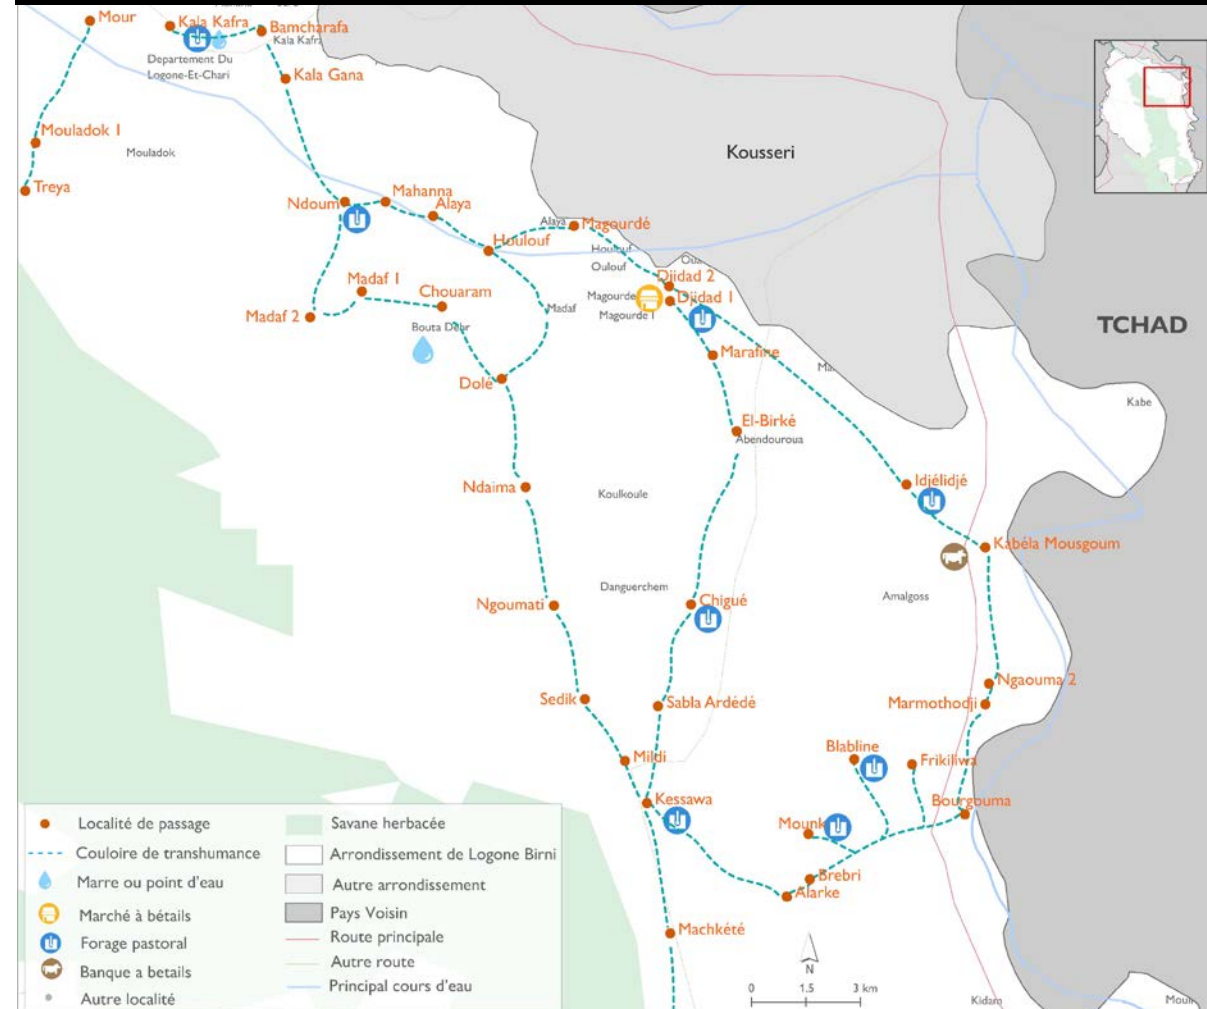 Mour
Kala Kafra
Bamcharafa
Kala Kafra
Departement Du
Logone-Et-Chari
Kala Gana
Mouladok 1
Mouladok
Treya
Kousseri
Ndoum
Mahanna
Alaya
Alaya
Magourdé
Houlouf
Houlouf
Oulouf
Djidad 2
Djidad 1
Magourde
Magourde I
Madaf 1
Madaf 2
Chouaram
Madaf
Bouta Dehr
TCHAD
Marafine
Dolé
El-Birké
Abendouroua
Kabe
Idjélidjé
Ndaima
Koulkoule
Kabéla Mousgoum
Danguerchem
Amalgoss
Ngoumati
Chigué
Ngaouma 2
Sedik
Sabla Ardédé
Marmothodji
Mildi
Blabline
Frikiliwa
Kessawa
Bourgouma
Brebri
Alarke
Machkété
Kidam
N
0 1.5 3 km
Localité de passage
Couloire de transhumance
Marre ou point d'eau
Marché à bétails
Forage pastoral
Banque a betails
Autre localité
Savane herbacée
Arrondissement de Logone Birni
Autre arrondissement
Pays Voisin
Route principale
Autre route
Principal cours d'eau